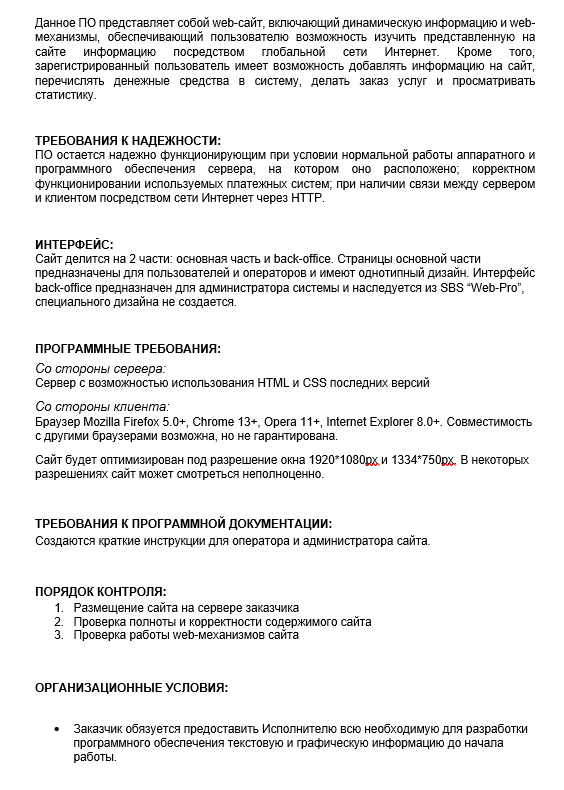 Данное ПО представляет собой web-сайт, включающий динамическую информацию и web-
механизмы, обеспечивающий пользователю возможность изучить представленную на
сайте информацию посредством глобальной сети Интернет. Кроме того,
зарегистрированный пользователь имеет возможность добавлять информацию на сайт,
перечислять денежные средства в систему, делать заказ услуг и просматривать
статистику.
ТРЕБОВАНИЯ К НАДЕЖНОСТИ:
ПО остается надежно функционирующим при условии нормальной работы аппаратного и
программного обеспечения сервера, на котором оно расположено; корректном
функционировании используемых платежных систем; при наличии связи между сервером
и клиентом посредством сети Интернет через HTTP.
ИНТЕРФЕЙС:
Сайт делится на 2 части: основная часть и back-office. Страницы основной части
предназначены для пользователей и операторов и имеют однотипный дизайн. Интерфейс
back-office предназначен для администратора системы и наследуется из SBS “Web-Pro”,
специального дизайна не создается.
ПРОГРАММНЫЕ ТРЕБОВАНИЯ:
Со стороны сервера:
Сервер с возможностью использования HTML и CSS последних версий
Со стороны клиента:
Браузер Mozilla Firefox 5.0+, Chrome 13+, Opera 11+, Internet Explorer 8.0+. Совместимость
с другими браузерами возможна, но не гарантирована.
Сайт будет оптимизирован под разрешение окна 1920*1080px и 1334*750px. В некоторых
разрешениях сайт может смотреться неполноценно.
ТРЕБОВАНИЯ К ПРОГРАММНОЙ ДОКУМЕНТАЦИИ:
Создаются краткие инструкции для оператора и администратора сайта.
ПОРЯДОК КОНТРОЛЯ:
1. Размещение сайта на сервере заказчика
2. Проверка полноты и корректности содержимого сайта
3. Проверка работы web-механизмов сайта
ОРГАНИЗАЦИОННЫЕ УСЛОВИЯ:
• Заказчик обязуется предоставить Исполнителю всю необходимую для разработки
программного обеспечения текстовую и графическую информацию до начала
работы.